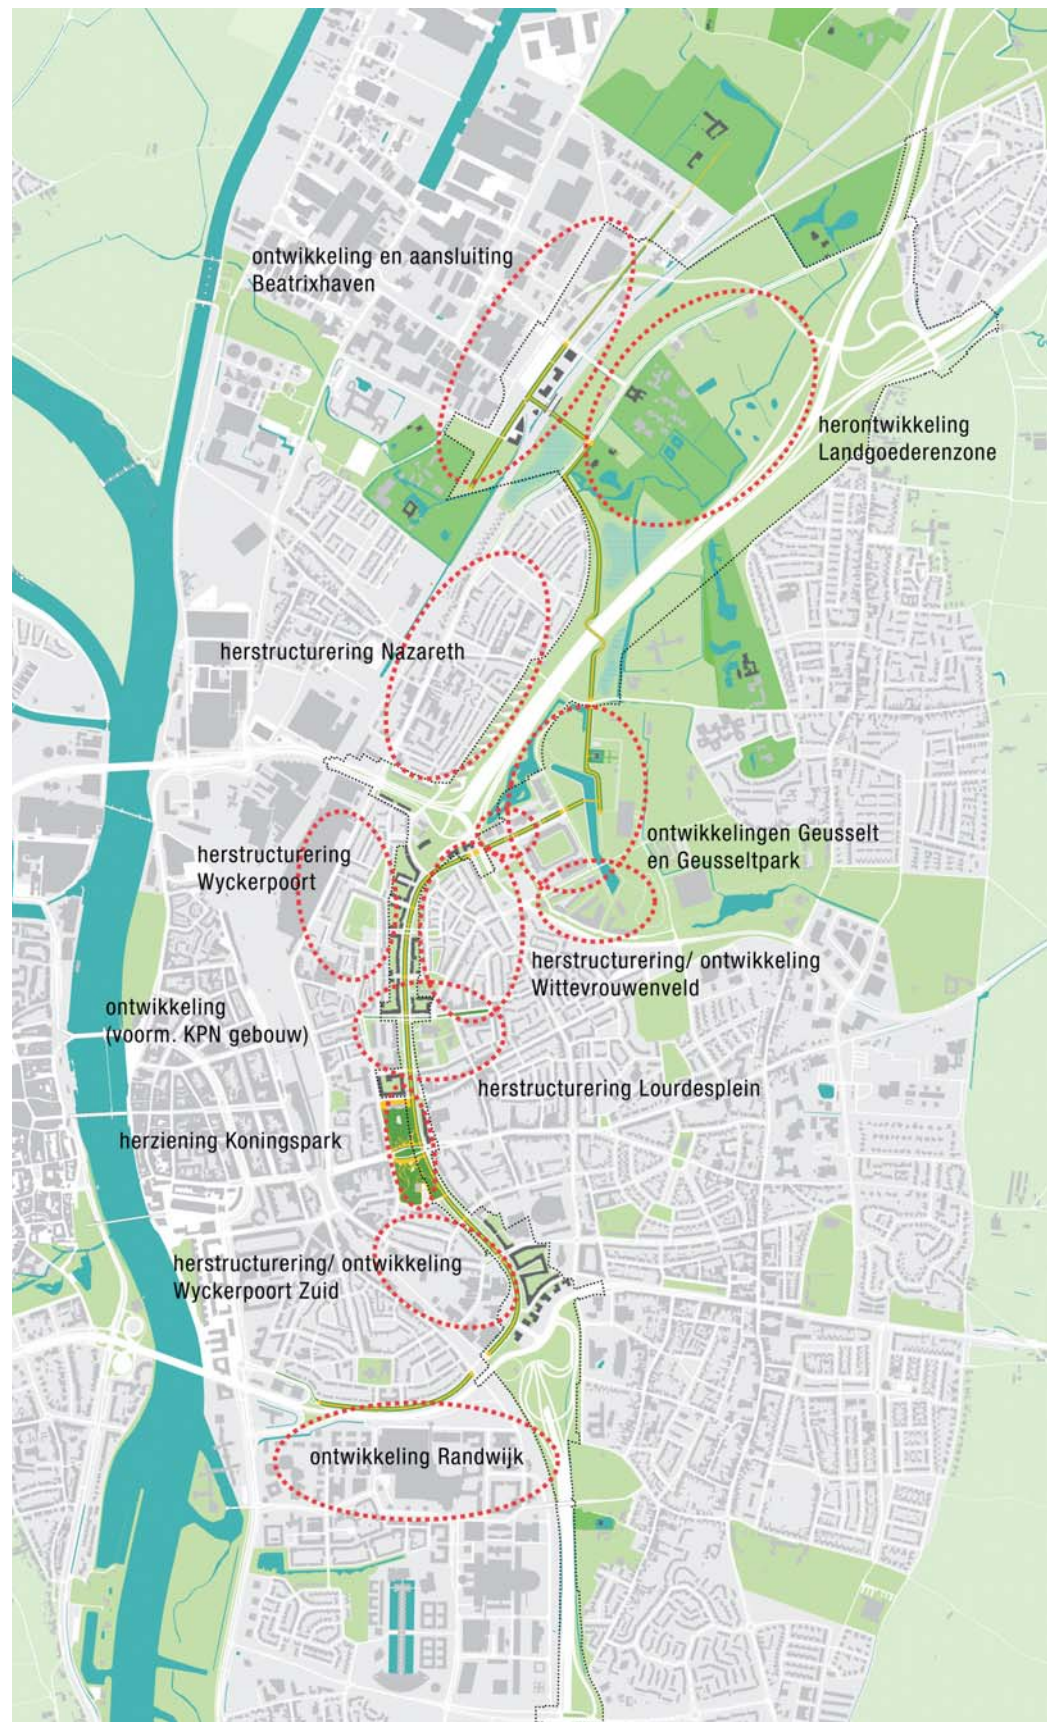 ontwikkeling en aansluiting
Beatrixhaven
herontwikkeling
Landgoederenzone
herstructurering Nazareth
ontwikkelingen Geusselt
en Geusseltpark
herstructurering
Wyckerpoort
herstructurering/ ontwikkeling
Wittevrouwenveld
ontwikkeling
(voorm. KPN gebouw)
herstructurering Lourdesplein
herziening Koningspark
herstructurering/ ontwikkeling
Wyckerpoort Zuid
ontwikkeling Randwijk